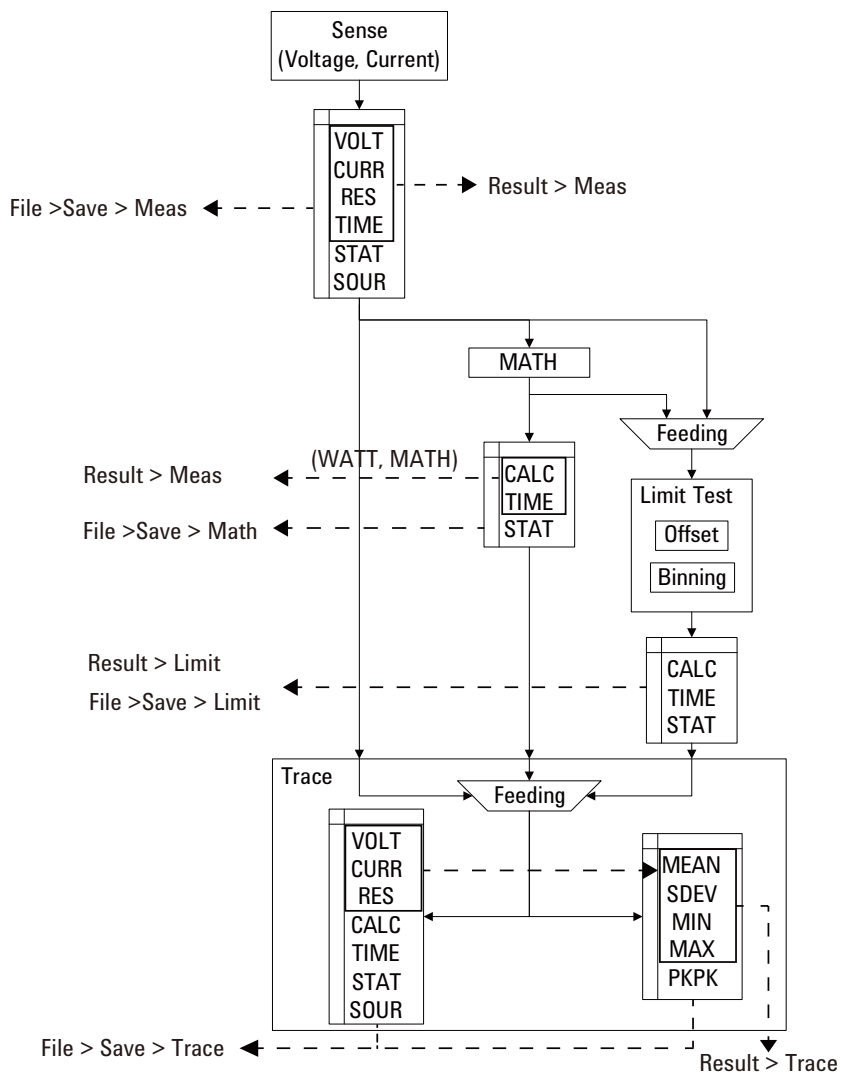 Sense
(Voltage, Current)
VOLT
CURR
RES
TIME
STAT
SOUR
Result > Meas
File >Save > Meas
MATH
Feeding
(WATT, MATH)
Result > Meas
CALC
TIME
STAT
File >Save > Math
Limit Test
Offset
Binning
Result > Limit
File >Save > Limit
CALC
TIME
STAT
Trace
Feeding
VOLT
CURR
RES
CALC
TIME
STAT
SOUR
MEAN
SDEV
MIN
MAX
PKPK
File > Save > Trace
Result > Trace